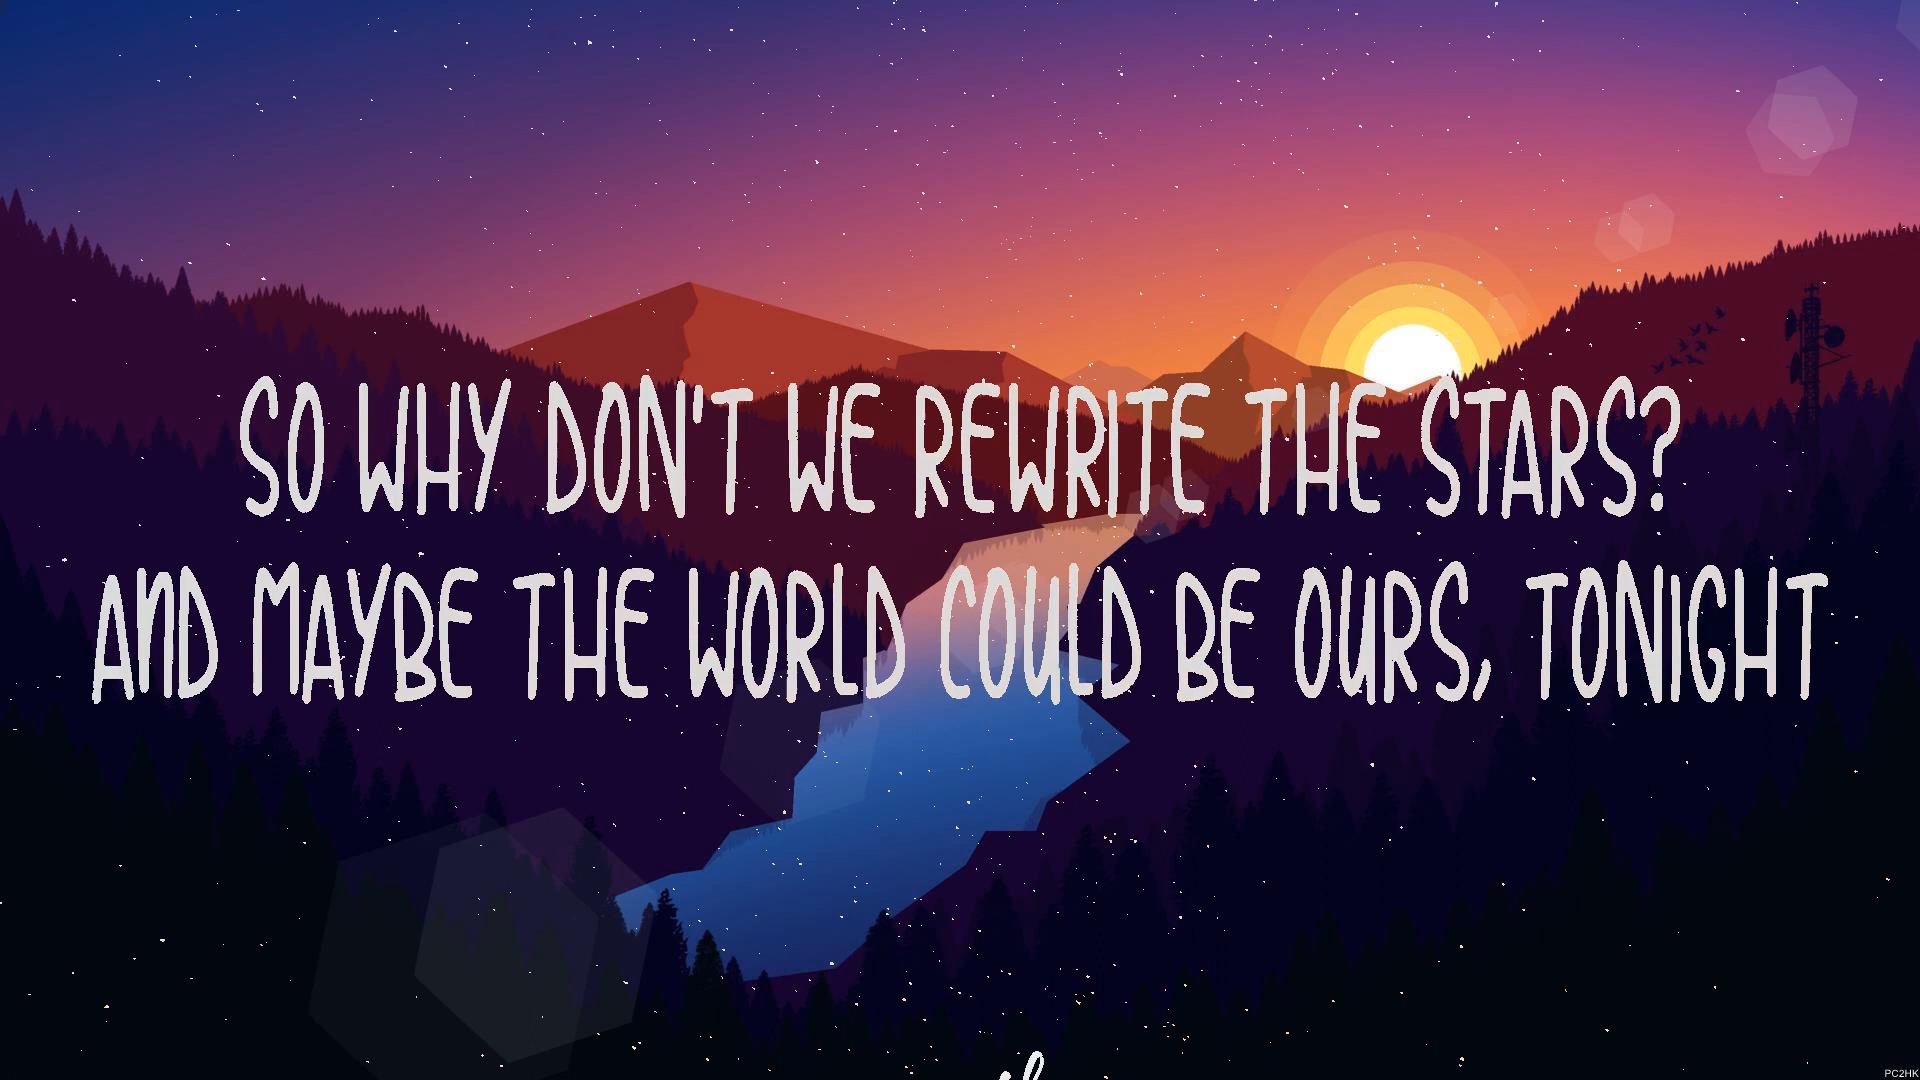 SO WHY DON'T WE REWRITE THE STARS?
AND MAYBE THE WORLD COULD BE OURS, TONIGHT
PC2HK